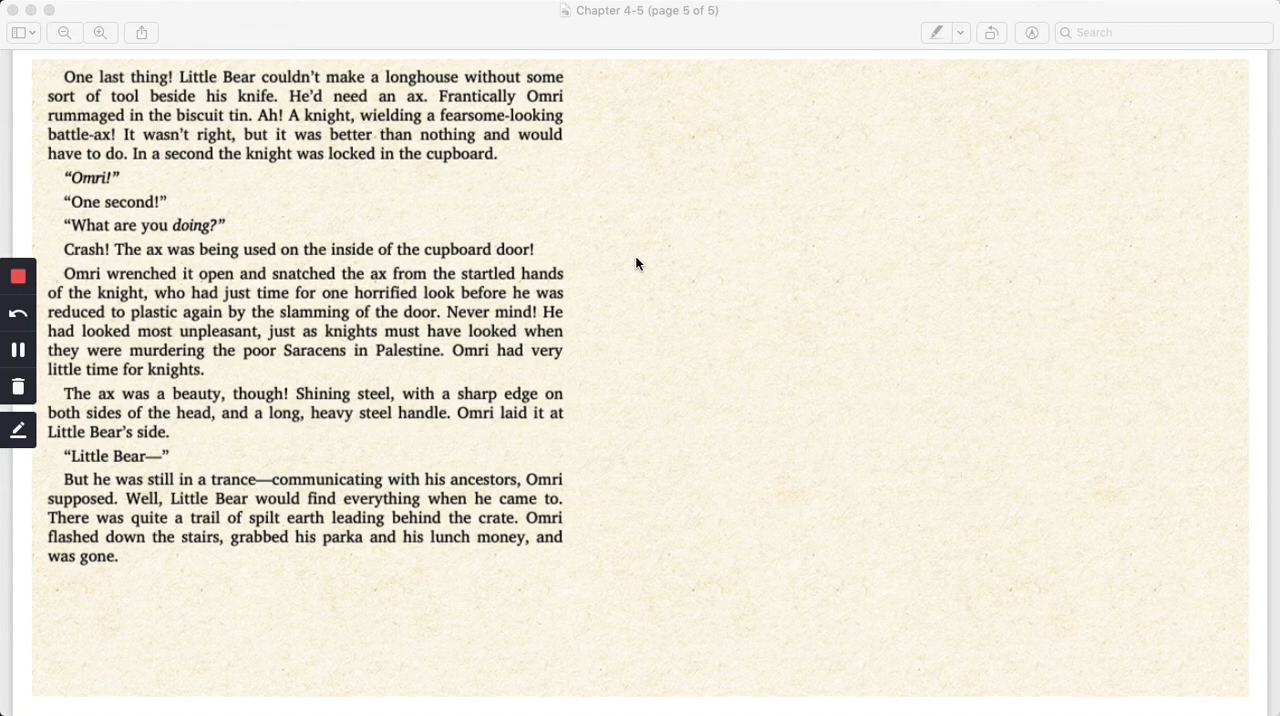 Chapter 4-5 (page 5 of 5)
Search
One last thing! Little Bear couldn’t make a longhouse without some
sort of tool beside his knife. He’d need an ax. Frantically Omri
rummaged in the biscuit tin. Ah! A knight, wielding a fearsome-looking
battle-ax! It wasn’t right, but it was better than nothing and would
have to do. In a second the knight was locked in the cupboard.
“Omri!”
“One second!”
“What are you doing?”
Crash! The ax was being used on the inside of the cupboard door!
Omri wrenched it open and snatched the ax from the startled hands
of the knight, who had just time for one horrified look before he was
reduced to plastic again by the slamming of the door. Never mind! He
had looked most unpleasant, just as knights must have looked when
they were murdering the poor Saracens in Palestine. Omri had very
little time for knights.
The ax was a beauty, though! Shining steel, with a sharp edge on
both sides of the head, and a long, heavy steel handle. Omri laid it at
Little Bear’s side.
“Little Bear—”
But he was still in a trance—communicating with his ancestors, Omri
supposed. Well, Little Bear would find everything when he came to.
There was quite a trail of spilt earth leading behind the crate. Omri
flashed down the stairs, grabbed his parka and his lunch money, and
was gone.